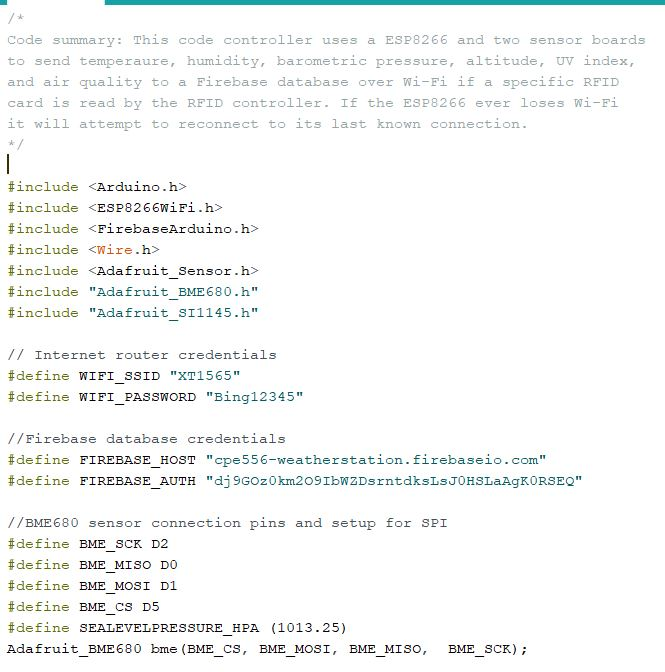 /*
Code summary: This code controller uses a ESP8266 and two sensor boards
to send temperaure, humidity, barometric pressure, altitude, UV index,
and air quality to a Firebase database over Wi-Fi if a specific RFID
card is read by the RFID controller. If the ESP8266 ever loses Wi-Fi
it will attempt to reconnect to its last known connection.
*/
#include <Arduino.h>
#include <ESP8266WiFi.h>
#include <FirebaseArduino.h>
#include <Wire.h>
#include <Adafruit_Sensor.h>
#include "Adafruit_BME680.h"
#include "Adafruit_SI1145.h"
// Internet router credentials
#define WIFI_SSID "XT1565"
#define WIFI_PASSWORD "Bing12345"
//Firebase database credentials
#define FIREBASE_HOST "cpe556-weatherstation.firebaseio.com"
#define FIREBASE_AUTH "dj9GOz0km2O9IbWZDsrntdksLsJ0HSLaAgK0RSEQ"
//BME680 sensor connection pins and setup for SPI
#define BME_SCK D2
#define BME_MISO D0
#define BME_MOSI D1
#define BME_CS D5
#define SEALEVELPRESSURE_HPA (1013.25)
Adafruit_BME680 bme(BME_CS, BME_MOSI, BME_MISO,  BME_SCK);